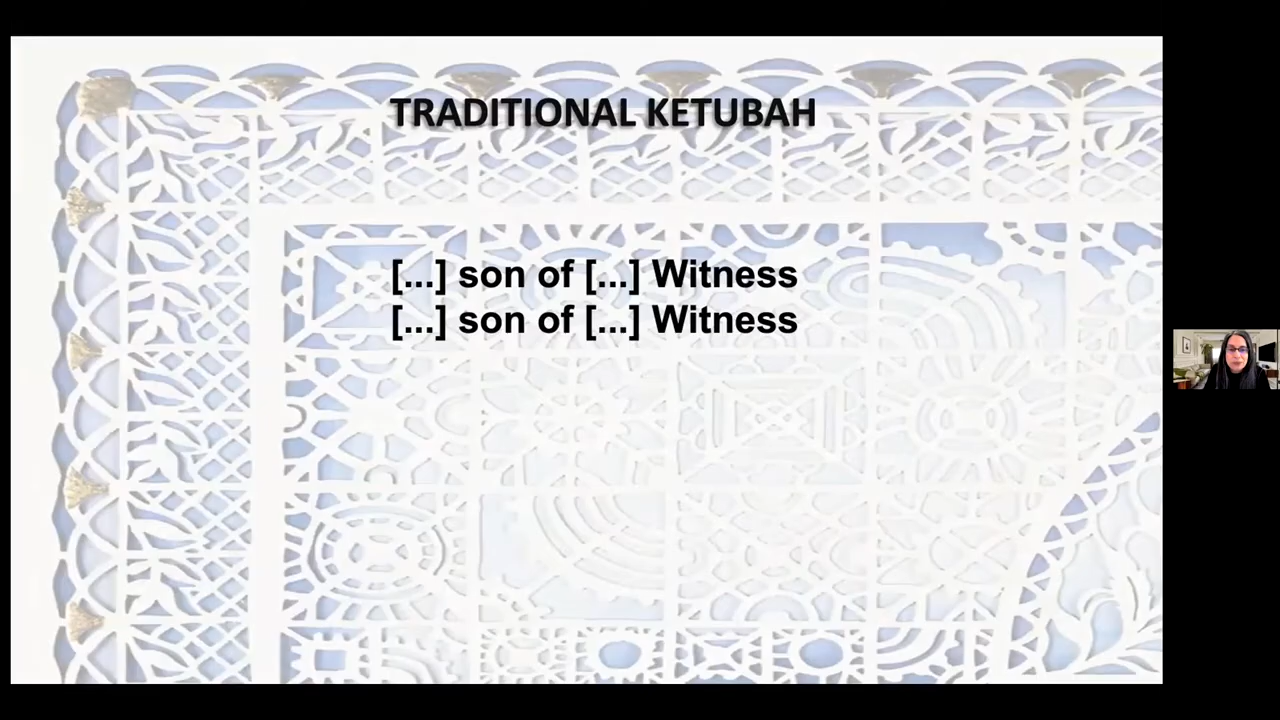 TRADITIONAL KETUBAH
[...] son of [...] Witness
[...] son of [...] Witness